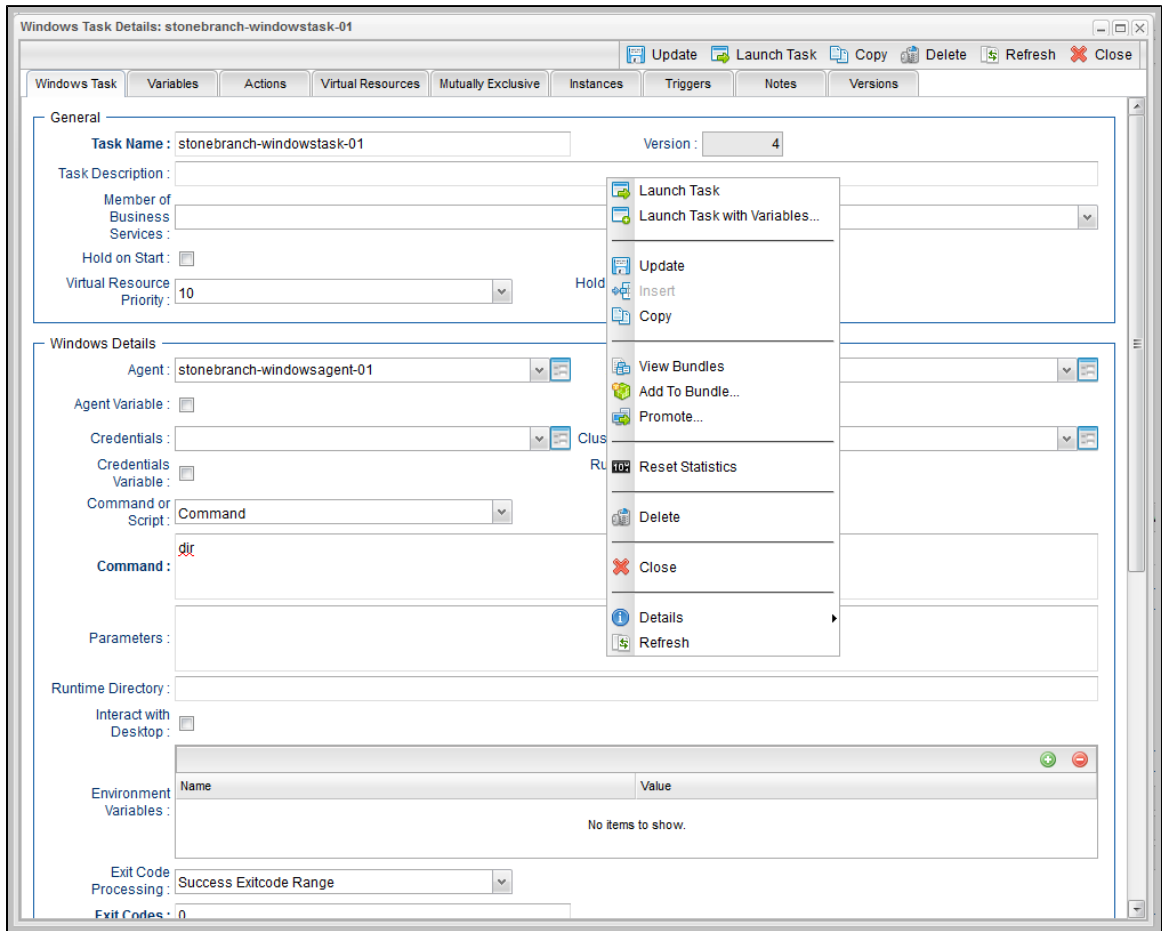 Windows Task Details: stonebranch-windowstask-01
Update Launch Task Copy Delete Refresh Close
Windows Task Variables Actions Virtual Resources Mutually Exclusive Instances Triggers Notes Versions
General
Task Name : stonebranch-windowstask-01 Version : 4
Task Description :
Member of
Business
Services :
Hold on Start :
Virtual Resource
Priority : 10 Hold
Launch Task
Launch Task with Variables...
Update
Insert
Copy
View Bundles
Add To Bundle...
Promote...
Reset Statistics
Delete
Close
Details
Refresh
Windows Details
Agent : stonebranch-windowsagent-01
Agent Variable :
Credentials : Clus
Credentials
Variable : Ru
Command or
Script : Command
Command : dir
Parameters :
Runtime Directory :
Interact with
Desktop :
Environment
Variables :
Name Value
No items to show.
Exit Code
Processing : Success Exitcode Range
Exit Codes : 0